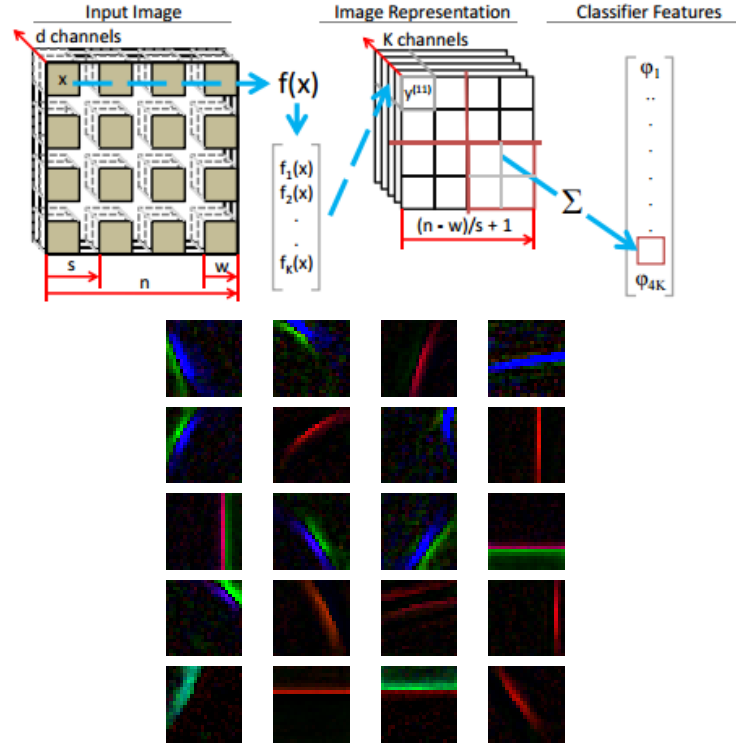 Input Image
Image Representation
Classifier Features
d channels
K channels
x
f(x)
y(11)
f1(x)
f2(x)
.
.
fK(x)
φ1
..
.
.
.
.
.
.
φ4K
Σ
(n - w)/s + 1
s
w
n